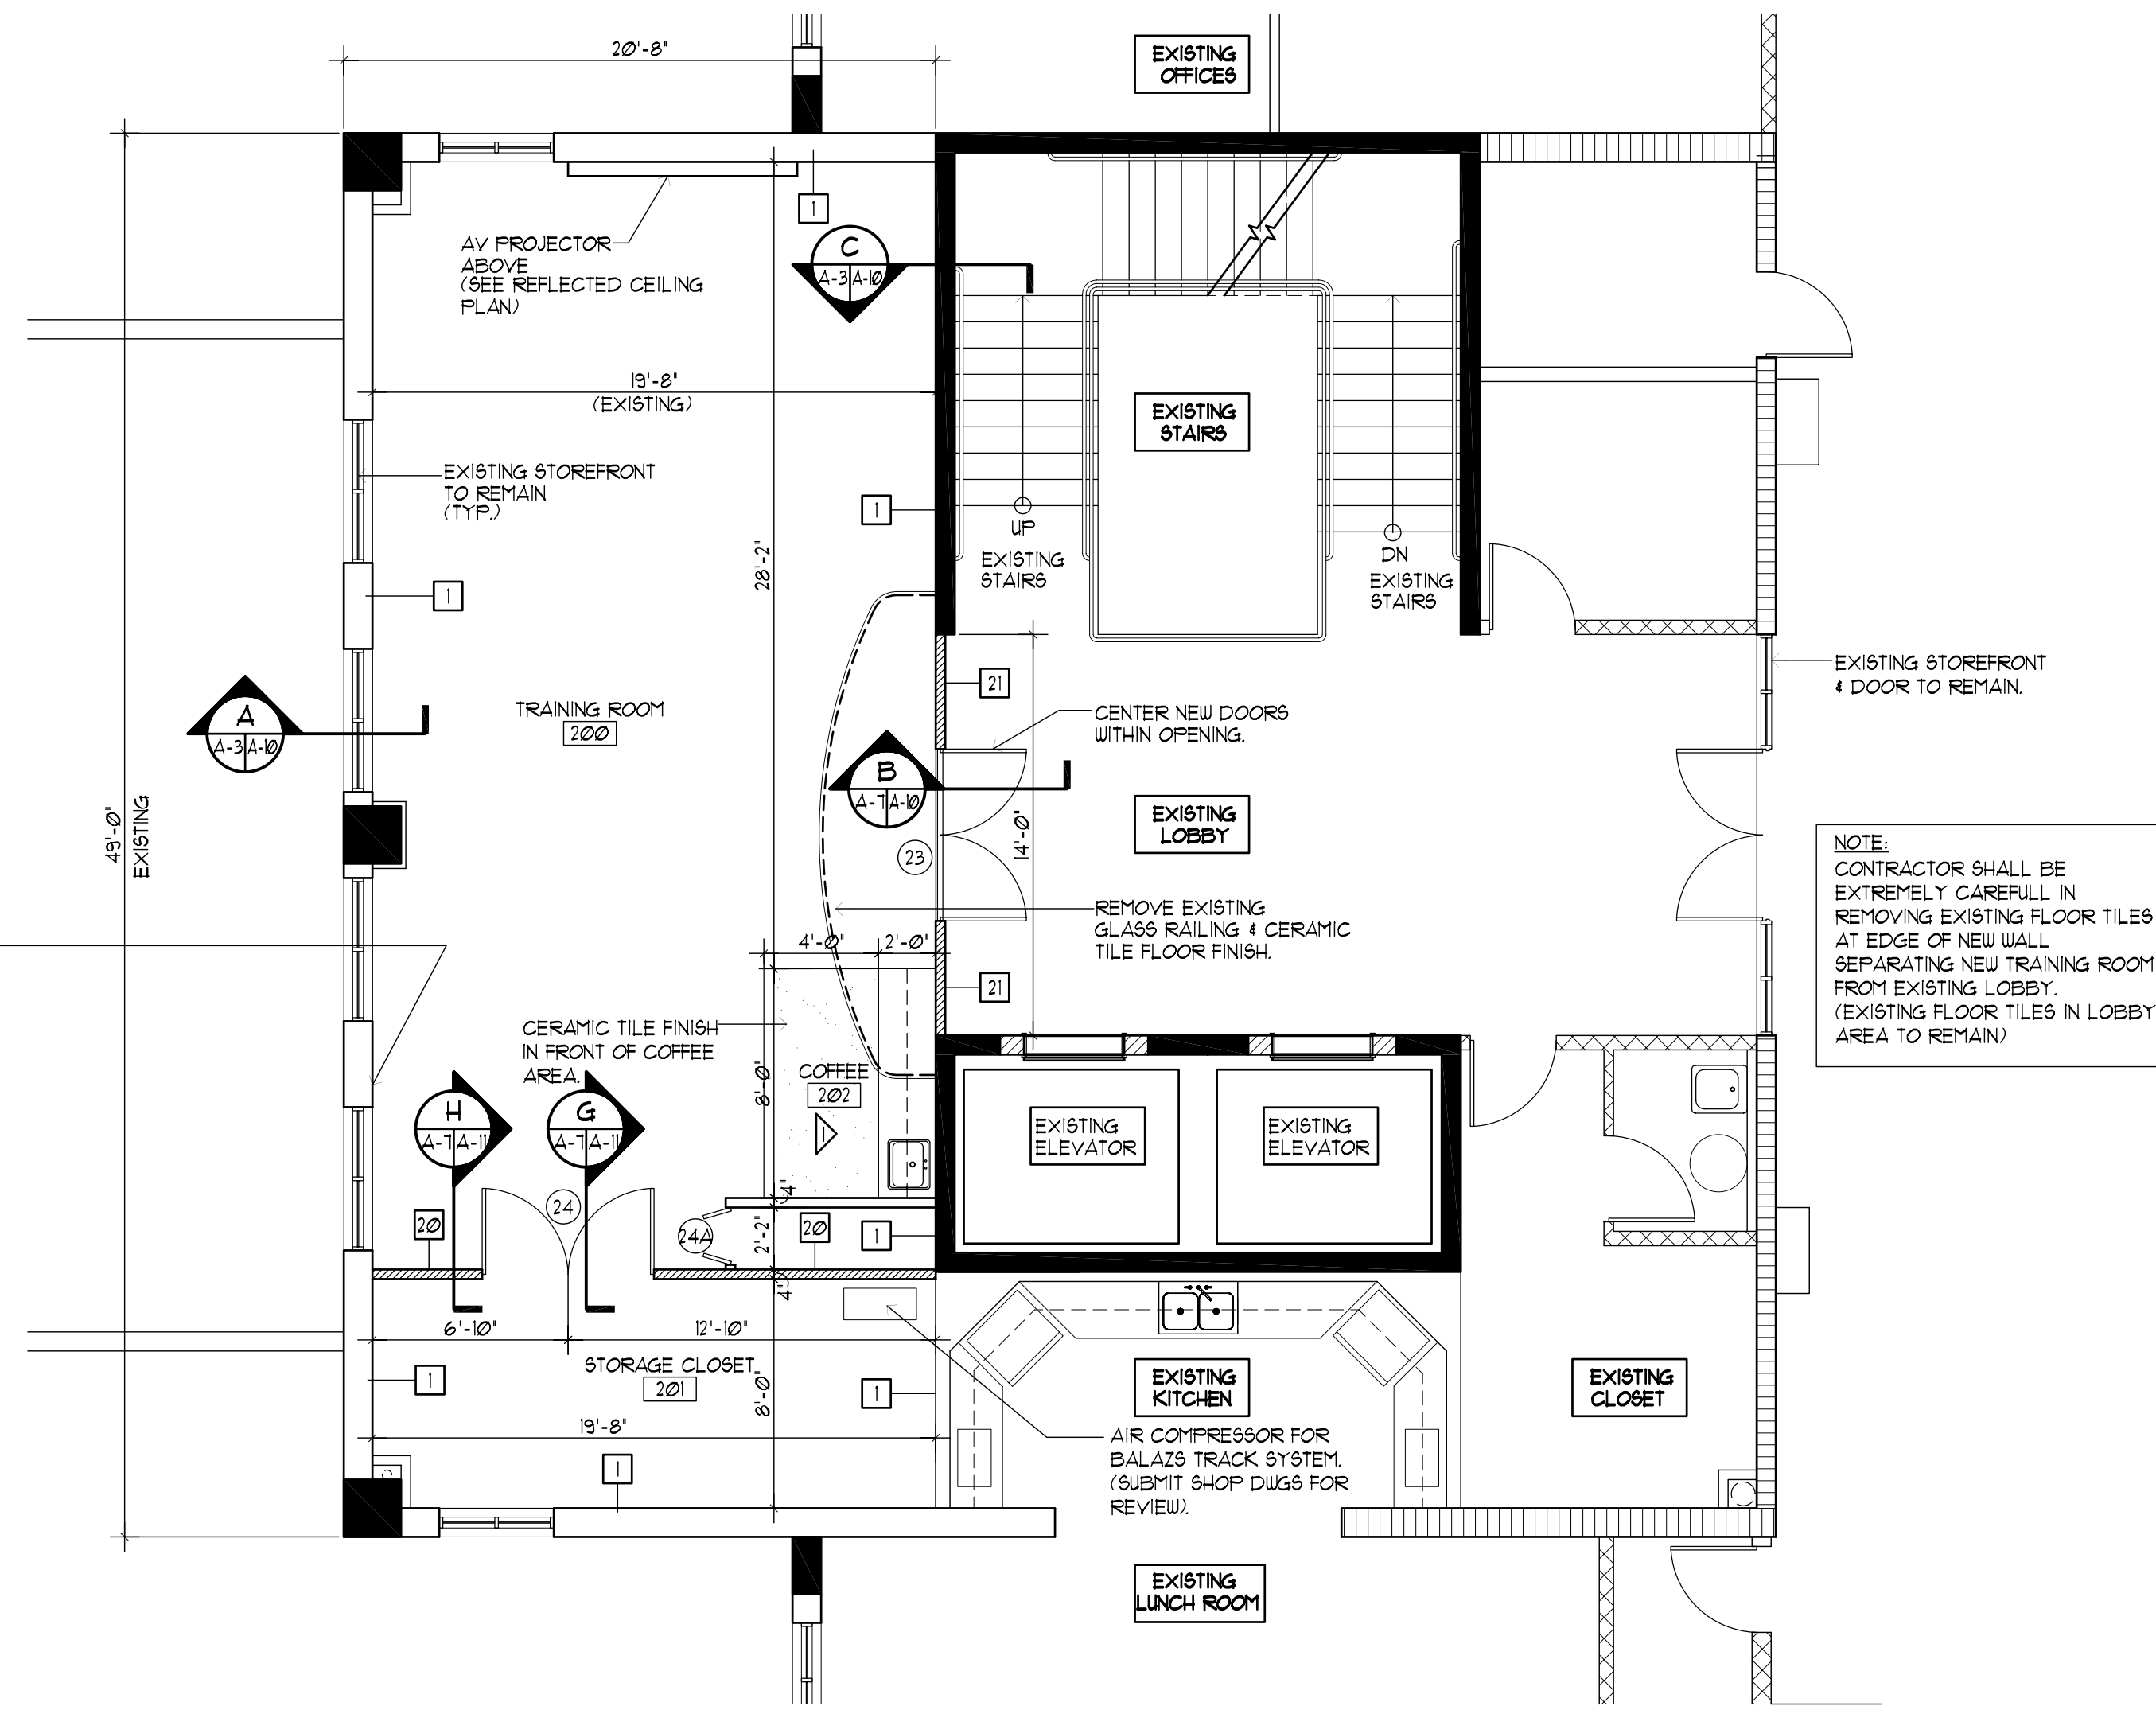 20'-8"
EXISTING
OFFICES
1
AV PROJECTOR
ABOVE
(SEE REFLECTED CEILING
PLAN)
C
A-3 A-10
19'-8"
(EXISTING)
EXISTING
STAIRS
EXISTING STOREFRONT
TO REMAIN
(TYP.)
1
UP
EXISTING
STAIRS
DN
EXISTING
STAIRS
28'-2"
1
EXISTING STOREFRONT
& DOOR TO REMAIN.
21
TRAINING ROOM
200
CENTER NEW DOORS
WITHIN OPENING.
A
A-3 A-10
B
A-7 A-10
EXISTING
LOBBY
49'-0"
EXISTING
14'-0"
23
NOTE:
CONTRACTOR SHALL BE
EXTREMELY CAREFULL IN
REMOVING EXISTING FLOOR TILES
AT EDGE OF NEW WALL
SEPARATING NEW TRAINING ROOM
FROM EXISTING LOBBY.
(EXISTING FLOOR TILES IN LOBBY
AREA TO REMAIN)
REMOVE EXISTING
GLASS RAILING & CERAMIC
TILE FLOOR FINISH.
4'-0" 2'-0"
21
CERAMIC TILE FINISH
IN FRONT OF COFFEE
AREA.
8'-0"
COFFEE
202
1
H
A-7 A-11
G
A-7 A-11
EXISTING
ELEVATOR
EXISTING
ELEVATOR
4"
24
20
24A
2'-2"
20
1
4"
6'-10"
12'-10"
STORAGE CLOSET
201
1
8'-0"
1
EXISTING
KITCHEN
EXISTING
CLOSET
19'-8"
1
AIR COMPRESSOR FOR
BALAZS TRACK SYSTEM.
(SUBMIT SHOP DWGS FOR
REVIEW).
EXISTING
LUNCH ROOM